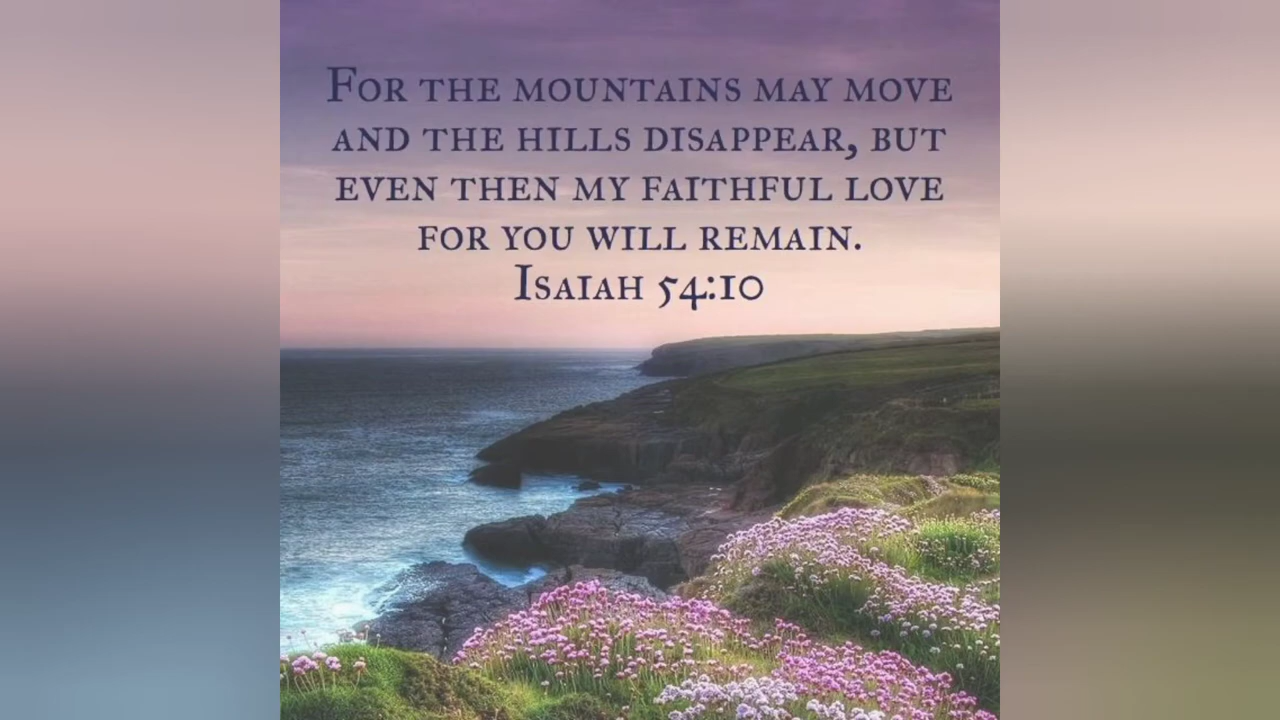 For the mountains may move
and the hills disappear, but
even then my faithful love
for you will remain.
Isaiah 54:10